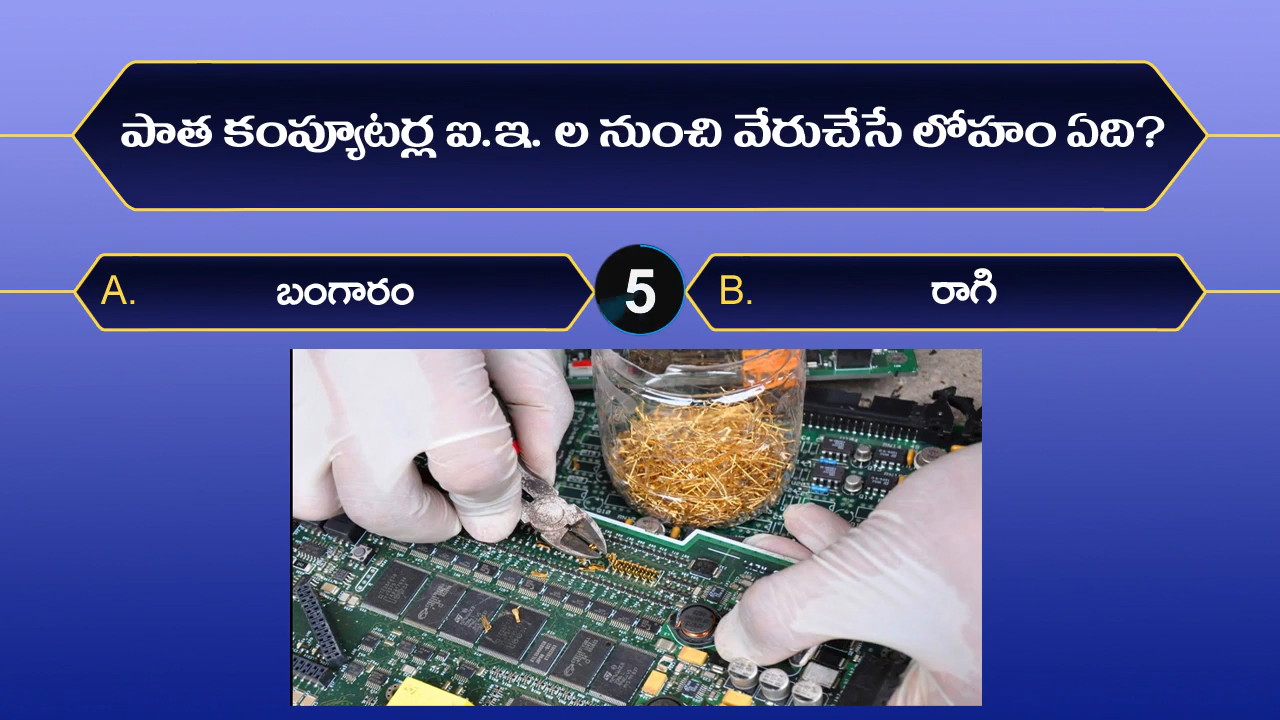 పాత కంప్యూటర్ల ఐ.ఇ. ల నుంచి వేరుచేసే లోహం ఏది?
A. బంగారం
5
B. రాగి